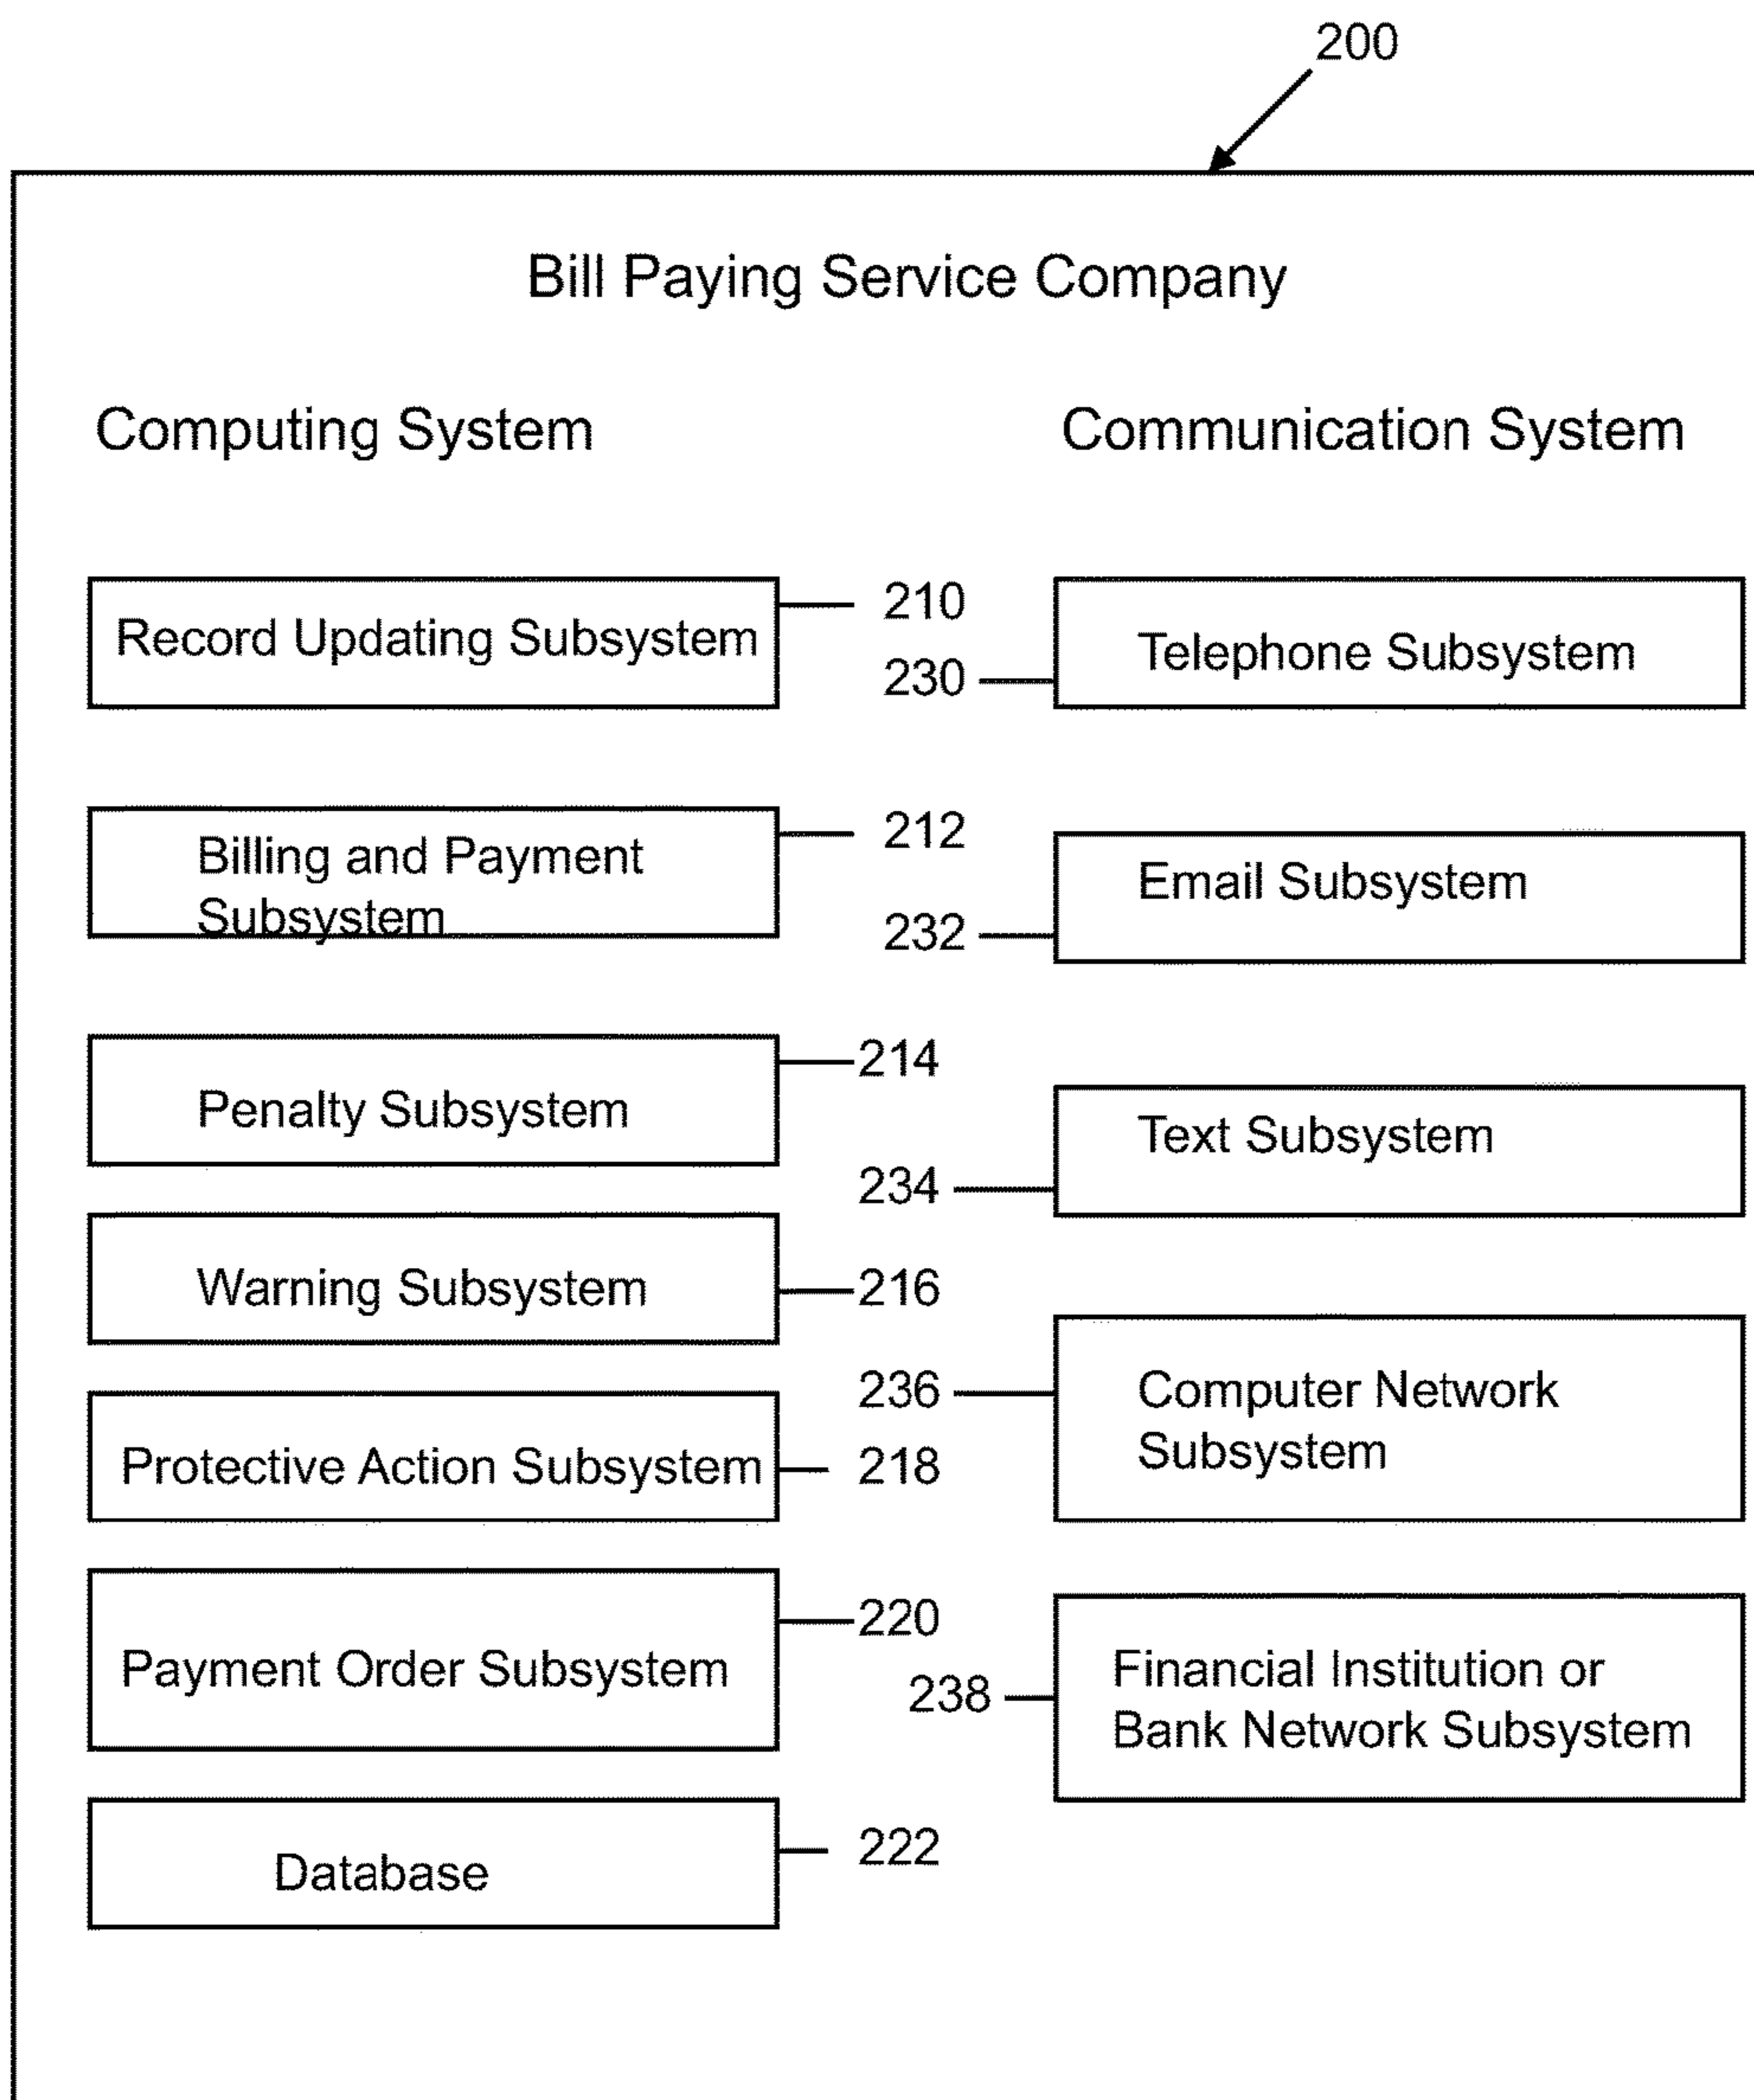 200
Bill Paying Service Company
Computing System
Communication System
Record Updating Subsystem
210
230
Telephone Subsystem
Billing and Payment
Subsystem
212
232
Email Subsystem
Penalty Subsystem
214
234
Text Subsystem
Warning Subsystem
216
236
Computer Network
Subsystem
Protective Action Subsystem
218
Payment Order Subsystem
220
238
Financial Institution or
Bank Network Subsystem
Database
222